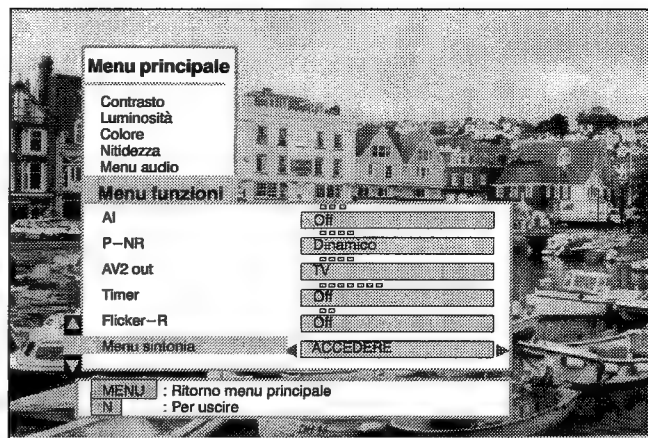 Menu principale
Contrasto
Luminosità
Colore
Nitidezza
Menu audio
Menu funzioni
AI Off
P-NR Dinamico
AV2 out TV
Timer Off
Flicker-R Off
Menu sintonia ACCEDERE
MENU : Ritorno menu principale
N : Per uscire